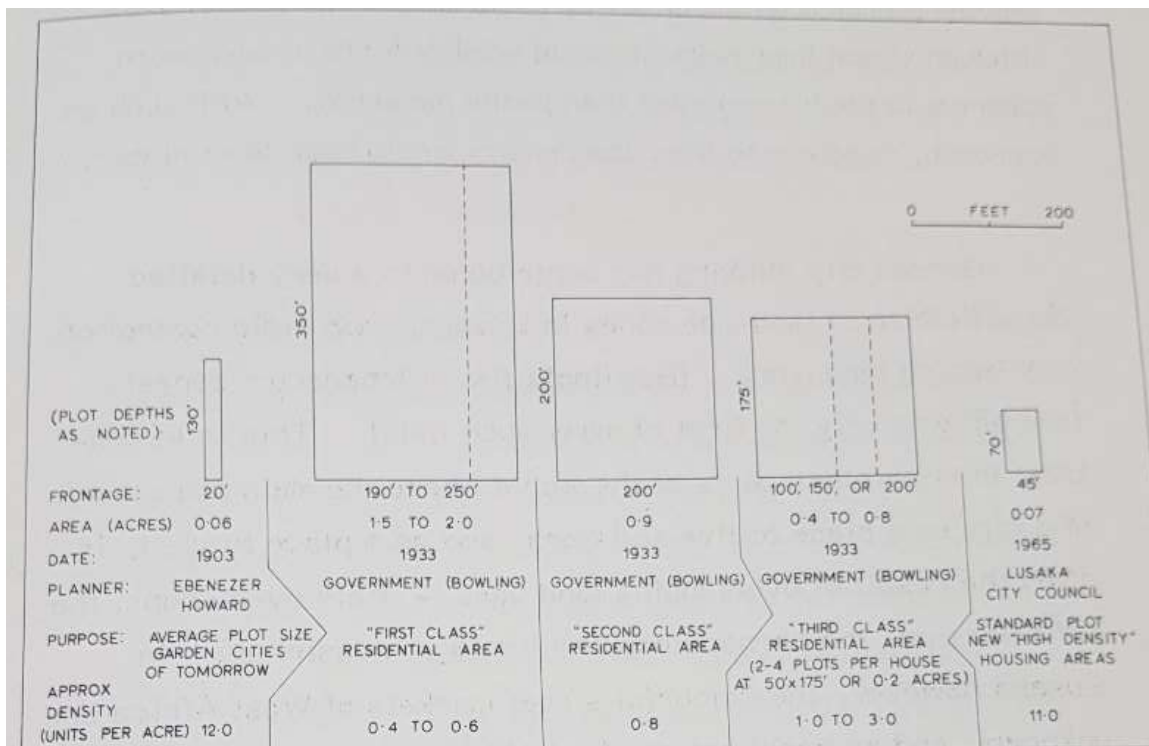 0 FEET 200
350'
200'
175'
(PLOT DEPTHS
AS NOTED)
130'
70'
FRONTAGE: 20' 190' TO 250' 200' 100', 150', OR 200' 45'
AREA (ACRES) 0·06 1·5 TO 2·0 0·9 0·4 TO 0·8 0·07
DATE: 1903 1933 1933 1933 1965
PLANNER: EBENEZER HOWARD GOVERNMENT (BOWLING) GOVERNMENT (BOWLING) GOVERNMENT (BOWLING) LUSAKA CITY COUNCIL
PURPOSE: AVERAGE PLOT SIZE GARDEN CITIES OF TOMORROW "FIRST CLASS" RESIDENTIAL AREA "SECOND CLASS" RESIDENTIAL AREA "THIRD CLASS" RESIDENTIAL AREA (2-4 PLOTS PER HOUSE AT 50'x175' OR 0·2 ACRES) STANDARD PLOT NEW "HIGH DENSITY" HOUSING AREAS
APPROX
DENSITY
(UNITS PER ACRE) 12·0 0·4 TO 0·6 0·8 1·0 TO 3·0 11·0